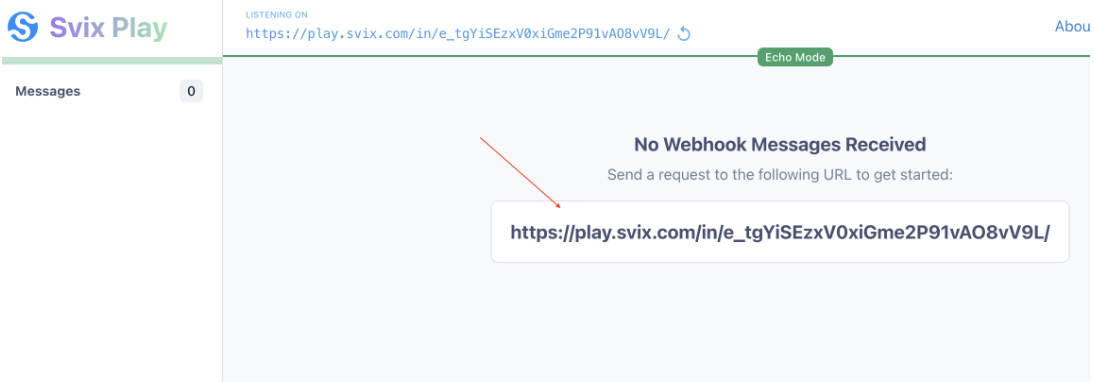 Svix Play
LISTENING ON
https://play.svix.com/in/e_tgYiSEzxV0xiGme2P91vAO8vV9L/
Abou
Echo Mode
Messages
0
No Webhook Messages Received
Send a request to the following URL to get started:
https://play.svix.com/in/e_tgYiSEzxV0xiGme2P91vAO8vV9L/